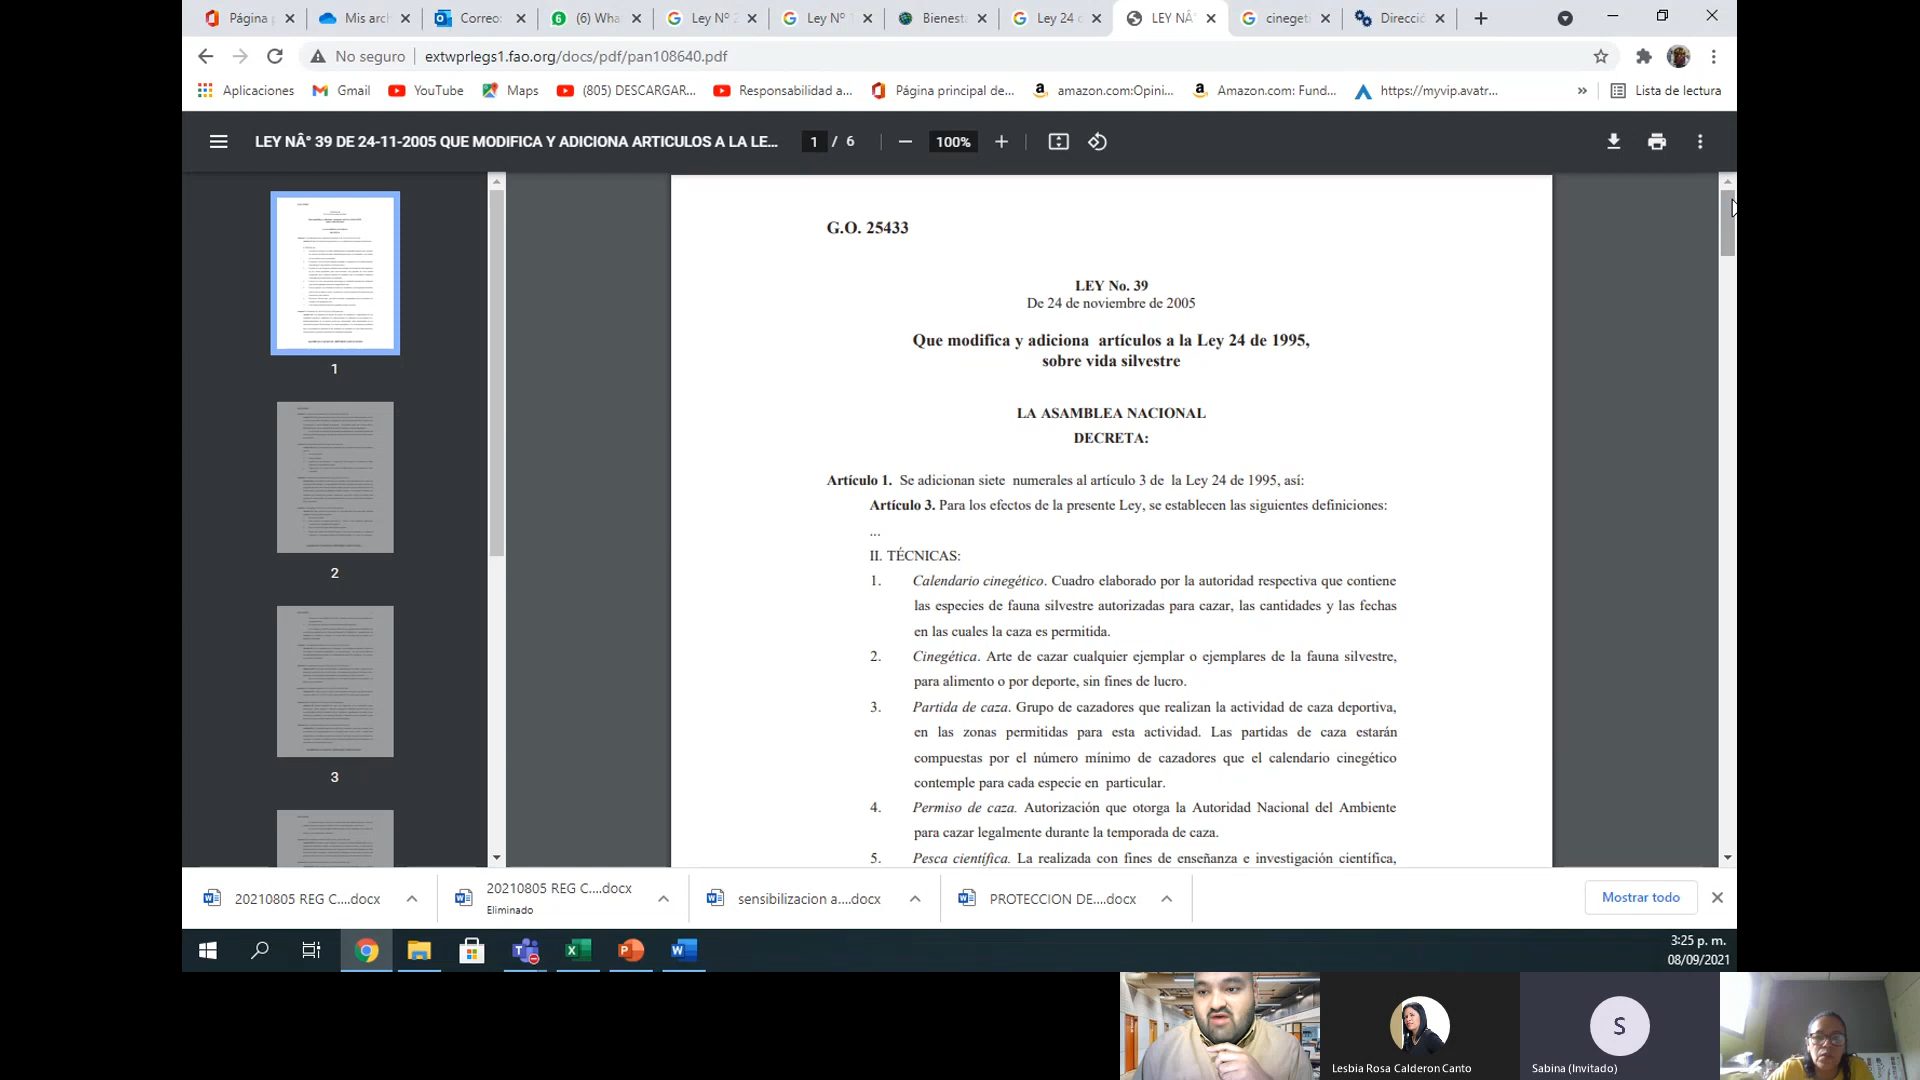 Página
Mis arc
Correo:
(6) Wha
Ley Nº 2
Ley Nº
Bienest
Ley 24 d
LEY NÂ°
cineget
Direcció
No seguro
extwprlegs1.fao.org/docs/pdf/pan108640.pdf
Aplicaciones
Gmail
YouTube
Maps
(805) DESCARGAR...
Responsabilidad a...
Página principal de...
amazon.com:Opini...
Amazon.com: Fund...
https://myvip.avatr...
»
Lista de lectura
LEY NÂ° 39 DE 24-11-2005 QUE MODIFICA Y ADICIONA ARTICULOS A LA LE...
1 / 6
100%
1
2
3
G.O. 25433
LEY No. 39
De 24 de noviembre de 2005
Que modifica y adiciona artículos a la Ley 24 de 1995,
sobre vida silvestre
LA ASAMBLEA NACIONAL
DECRETA:
Artículo 1. Se adicionan siete numerales al artículo 3 de la Ley 24 de 1995, así:
Artículo 3. Para los efectos de la presente Ley, se establecen las siguientes definiciones:
...
II. TÉCNICAS:
1. Calendario cinegético. Cuadro elaborado por la autoridad respectiva que contiene
las especies de fauna silvestre autorizadas para cazar, las cantidades y las fechas
en las cuales la caza es permitida.
2. Cinegética. Arte de cazar cualquier ejemplar o ejemplares de la fauna silvestre,
para alimento o por deporte, sin fines de lucro.
3. Partida de caza. Grupo de cazadores que realizan la actividad de caza deportiva,
en las zonas permitidas para esta actividad. Las partidas de caza estarán
compuestas por el número mínimo de cazadores que el calendario cinegético
contemple para cada especie en particular.
4. Permiso de caza. Autorización que otorga la Autoridad Nacional del Ambiente
para cazar legalmente durante la temporada de caza.
5. Pesca científica. La realizada con fines de enseñanza e investigación científica,
20210805 REG C....docx
20210805 REG C....docx
Eliminado
sensibilizacion a....docx
PROTECCION DE....docx
Mostrar todo
3:25 p. m.
08/09/2021
S
Lesbia Rosa Calderon Canto
Sabina (Invitado)